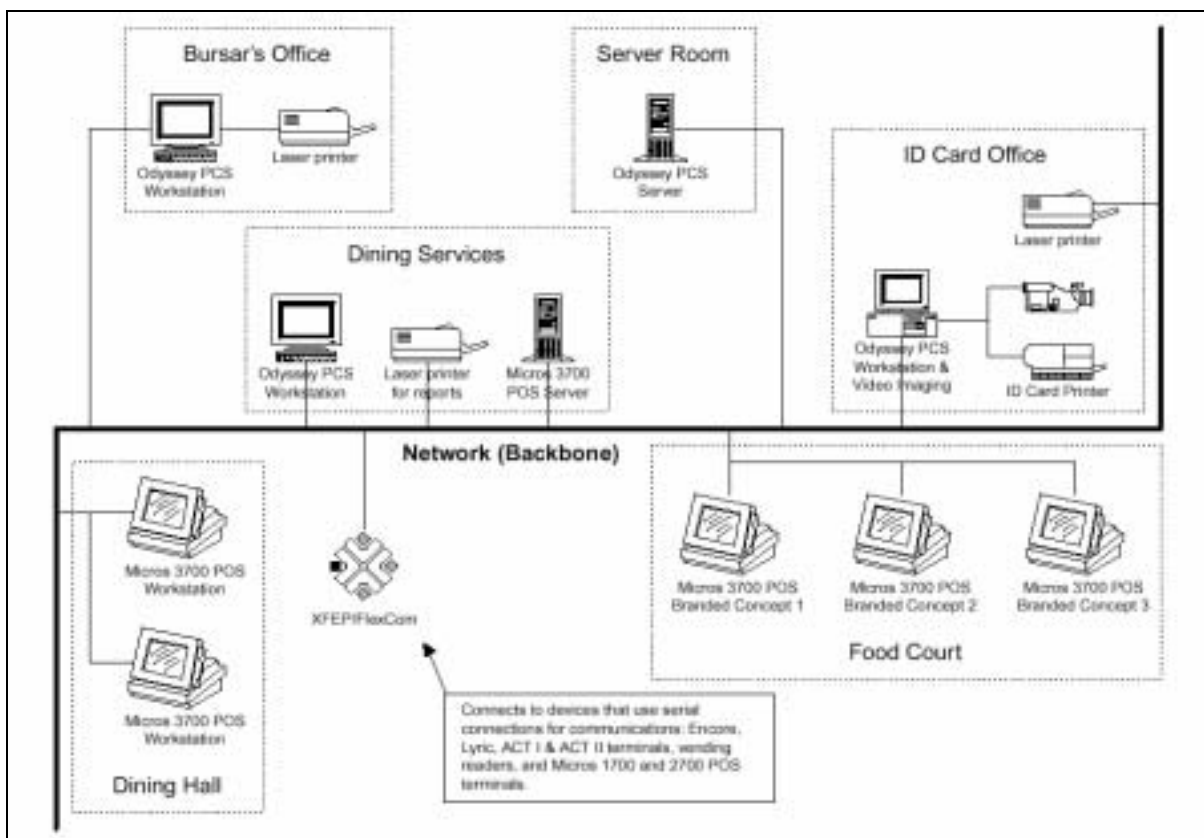 Bursar's Office
Laser printer
Odyssey PCS
Workstation
Server Room
Odyssey PCS
Server
ID Card Office
Laser printer
Odyssey PCS
Workstation &
Video Imaging
ID Card Printer
Dining Services
Odyssey PCS
Workstation
Laser printer
for reports
Micros 3700
POS Server
Network (Backbone)
Micros 3700 POS
Workstation
Micros 3700 POS
Workstation
Dining Hall
Micros 3700 POS
Branded Concept 1
Micros 3700 POS
Branded Concept 2
Micros 3700 POS
Branded Concept 3
Food Court
Connects to devices that use serial
connections for communications: Encore,
Lyric, ACT I & ACT II terminals, vending
readers, and Micros 1700 and 2700 POS
terminals.